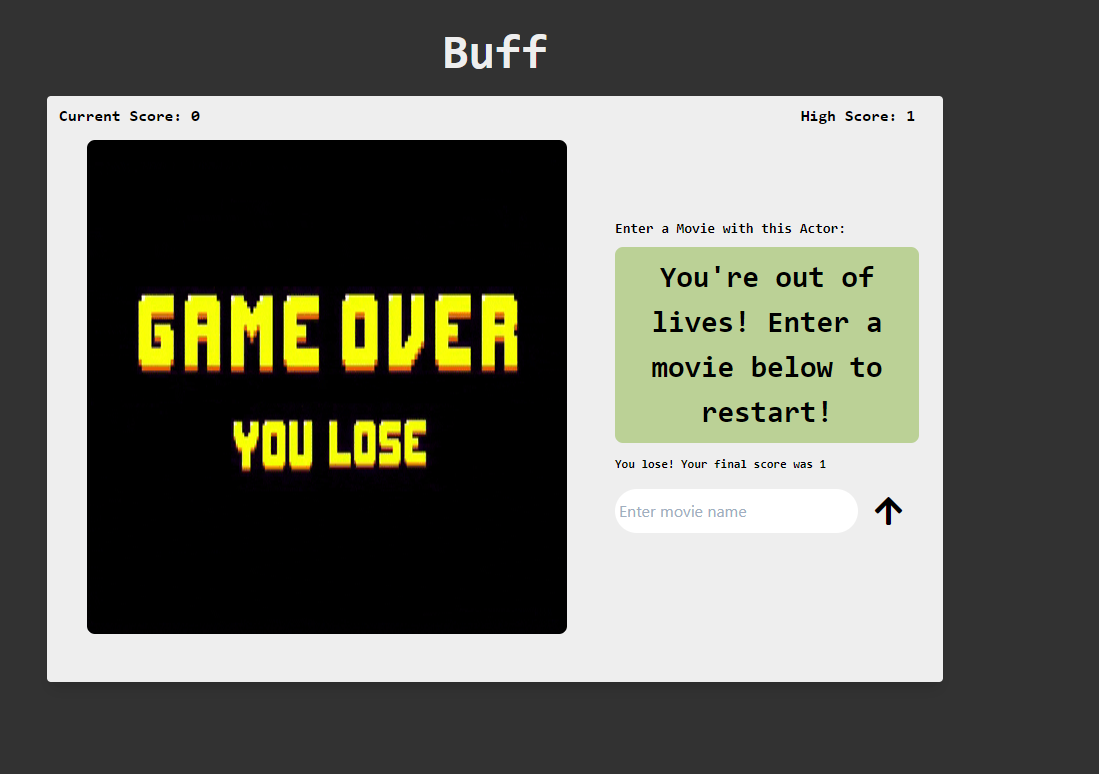 Buff
Current Score: 0
High Score: 1
GAME OVER
YOU LOSE
Enter a Movie with this Actor:
You're out of
lives! Enter a
movie below to
restart!
You lose! Your final score was 1
Enter movie name